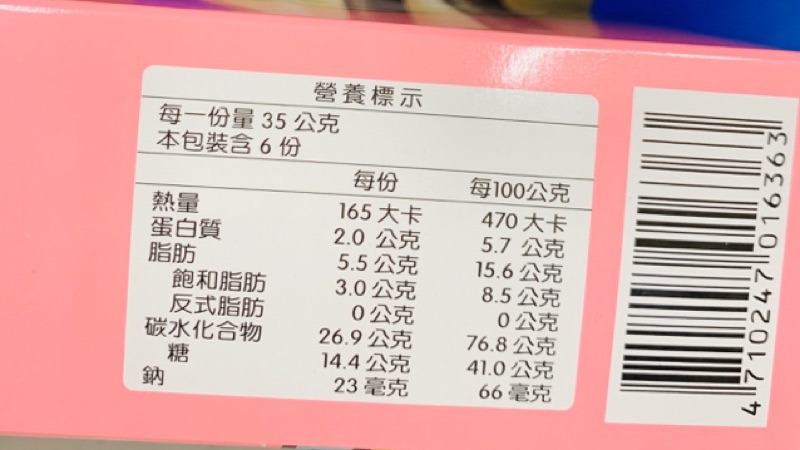 營養標示
每一份量 35 公克
本包裝含 6 份
每份 每100公克
熱量 165 大卡 470 大卡
蛋白質 2.0 公克 5.7 公克
脂肪 5.5 公克 15.6 公克
飽和脂肪 3.0 公克 8.5 公克
反式脂肪 0 公克 0 公克
碳水化合物 26.9 公克 76.8 公克
糖 14.4 公克 41.0 公克
鈉 23 毫克 66 毫克
4 710247 016363